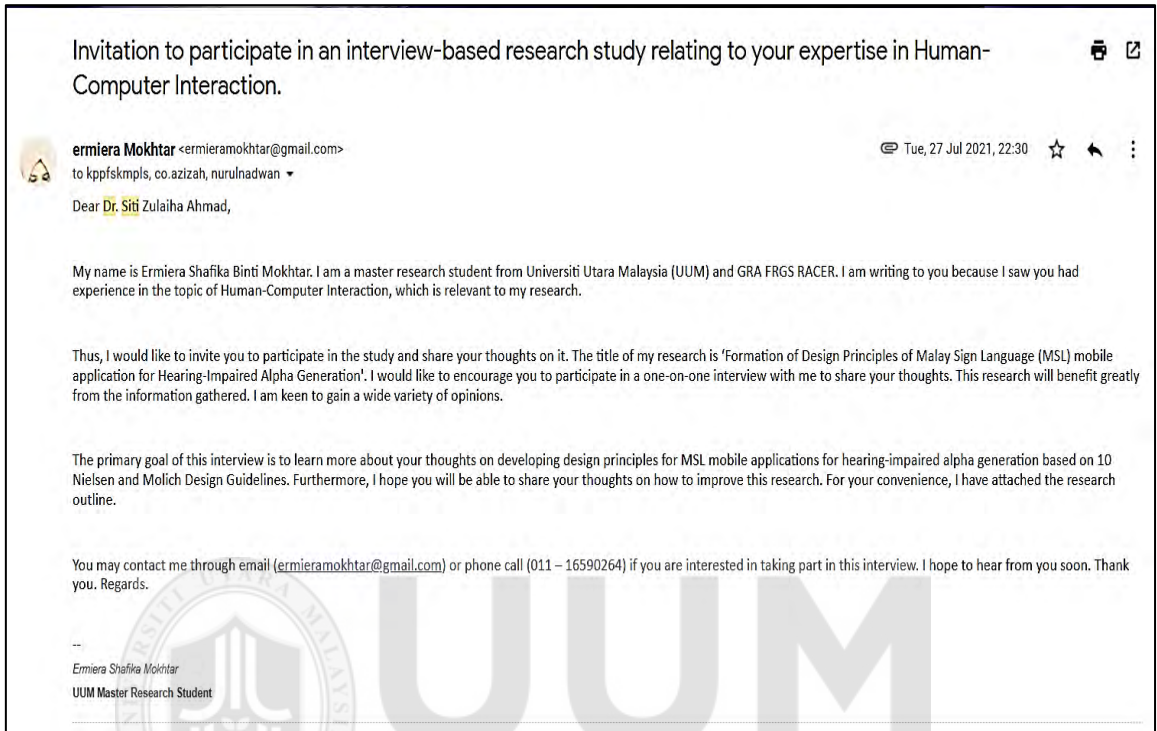 Invitation to participate in an interview-based research study relating to your expertise in Human-
Computer Interaction.
ermiera Mokhtar <ermieramokhtar@gmail.com>
Tue, 27 Jul 2021, 22:30
to kppfskmpls, co.azizah, nurulnadwan
Dear Dr. Siti Zulaiha Ahmad,
My name is Ermiera Shafika Binti Mokhtar. I am a master research student from Universiti Utara Malaysia (UUM) and GRA FRGS RACER. I am writing to you because I saw you had
experience in the topic of Human-Computer Interaction, which is relevant to my research.
Thus, I would like to invite you to participate in the study and share your thoughts on it. The title of my research is 'Formation of Design Principles of Malay Sign Language (MSL) mobile
application for Hearing-Impaired Alpha Generation'. I would like to encourage you to participate in a one-on-one interview with me to share your thoughts. This research will benefit greatly
from the information gathered. I am keen to gain a wide variety of opinions.
The primary goal of this interview is to learn more about your thoughts on developing design principles for MSL mobile applications for hearing-impaired alpha generation based on 10
Nielsen and Molich Design Guidelines. Furthermore, I hope you will be able to share your thoughts on how to improve this research. For your convenience, I have attached the research
outline.
You may contact me through email (ermieramokhtar@gmail.com) or phone call (011 – 16590264) if you are interested in taking part in this interview. I hope to hear from you soon. Thank
you. Regards.
--
Ermiera Shafika Mokhtar
UUM Master Research Student
UUM